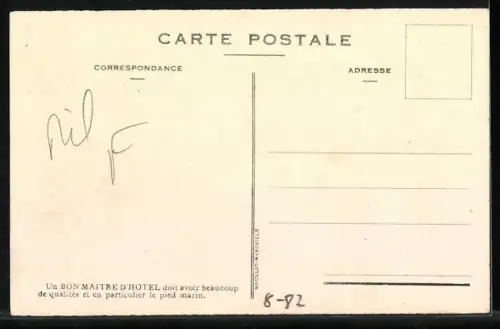 CARTE POSTALE
CORRESPONDANCE
ADRESSE
Un BON MAITRE D'HOTEL doit avoir beaucoup
de qualités et en particulier le pied marin.
8-82